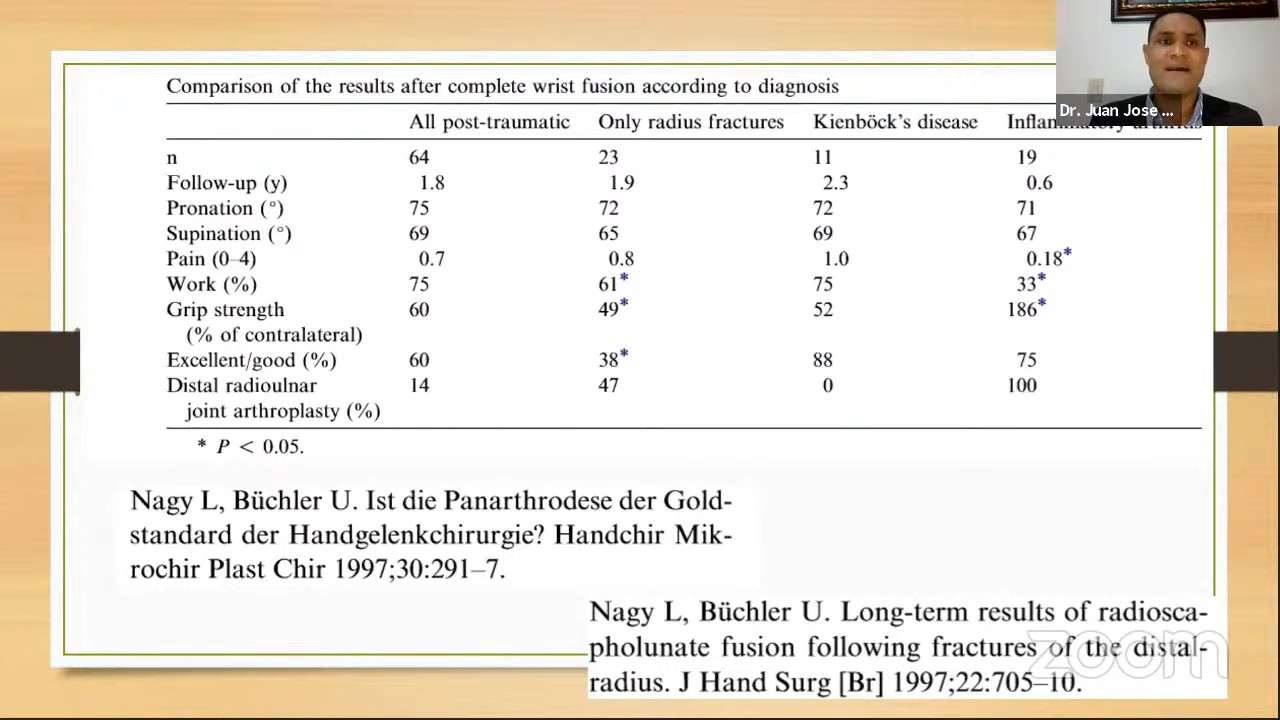 Dr. Juan Jose ...
Comparison of the results after complete wrist fusion according to diagnosis
All post-traumatic Only radius fractures Kienböck's disease Inflammatory
n 64 23 11 19
Follow-up (y) 1.8 1.9 2.3 0.6
Pronation (°) 75 72 72 71
Supination (°) 69 65 69 67
Pain (0–4) 0.7 0.8 1.0 0.18*
Work (%) 75 61* 75 33*
Grip strength 60 49* 52 186*
(% of contralateral)
Excellent/good (%) 60 38* 88 75
Distal radioulnar 14 47 0 100
joint arthroplasty (%)
* P < 0.05.
Nagy L, Büchler U. Ist die Panarthrodese der Gold-
standard der Handgelenkchirurgie? Handchir Mik-
rochir Plast Chir 1997;30:291–7.
Nagy L, Büchler U. Long-term results of radiosca-
pholunate fusion following fractures of the distal-
radius. J Hand Surg [Br] 1997;22:705–10.
zoom